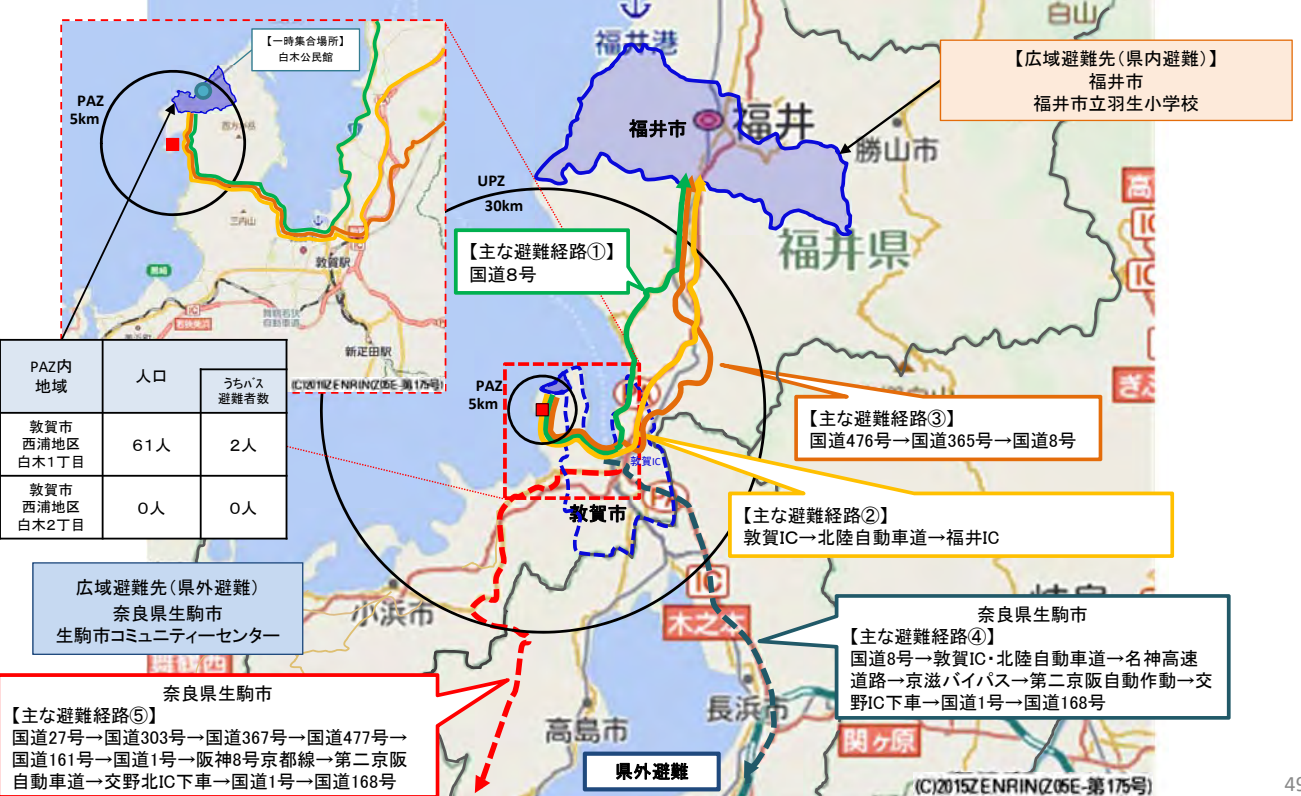 【一時集合場所】
白木公民館
PAZ
5km
三内山
敦賀駅
舞鶴若狭
自動車道
新疋田駅
(C)2015ZENRIN(Z05E-第175号)
PAZ内
地域
人口
うちバス
避難者数
敦賀市
西浦地区
白木1丁目
61人
2人
敦賀市
西浦地区
白木2丁目
0人
0人
広域避難先(県外避難)
奈良県生駒市
生駒市コミュニティーセンター
奈良県生駒市
【主な避難経路⑤】
国道27号→国道303号→国道367号→国道477号→
国道161号→国道1号→阪神8号京都線→第二京阪
自動車道→交野北IC下車→国道1号→国道168号
福井港
白山
【広域避難先(県内避難)】
福井市
福井市立羽生小学校
福井市
福井
勝山市
UPZ
30km
福井県
【主な避難経路①】
国道8号
PAZ
5km
【主な避難経路③】
国道476号→国道365号→国道8号
敦賀IC
【主な避難経路②】
敦賀IC→北陸自動車道→福井IC
敦賀市
PA
小浜市
IC
木之本
奈良県生駒市
【主な避難経路④】
国道8号→敦賀IC・北陸自動車道→名神高速
道路→京滋バイパス→第二京阪自動作動→交
野IC下車→国道1号→国道168号
舞鶴西
高島市
長浜市
関ヶ原
県外避難
(C)2015ZENRIN(Z05E-第175号)
49